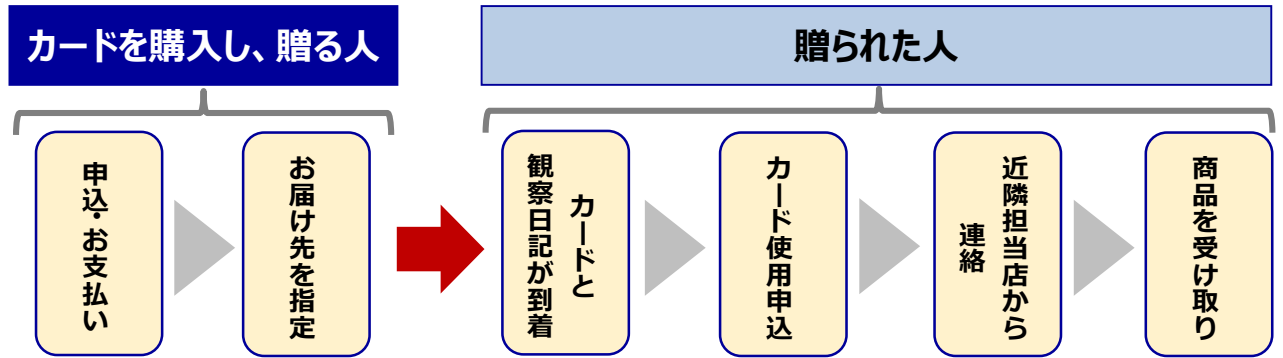 カードを購入し、贈る人
贈られた人
申込・お支払い
お届け先を指定
カードと
観察日記が到着
カード使用申込
近隣担当店から
連絡
商品を受け取り